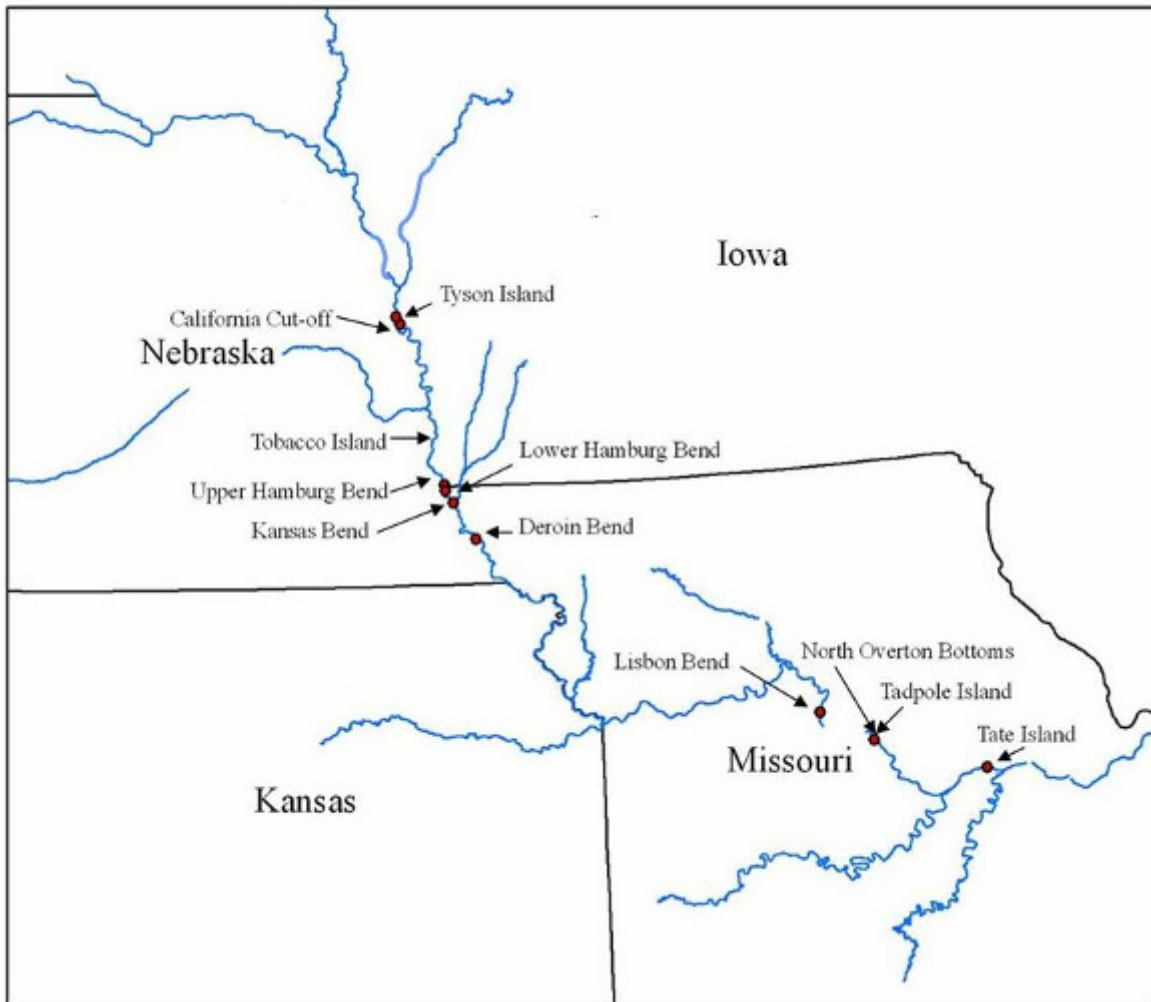 Iowa
Tyson Island
California Cut-off
Nebraska
Tobacco Island
Lower Hamburg Bend
Upper Hamburg Bend
Kansas Bend
Deroin Bend
North Overton Bottoms
Lisbon Bend
Tadpole Island
Tate Island
Missouri
Kansas